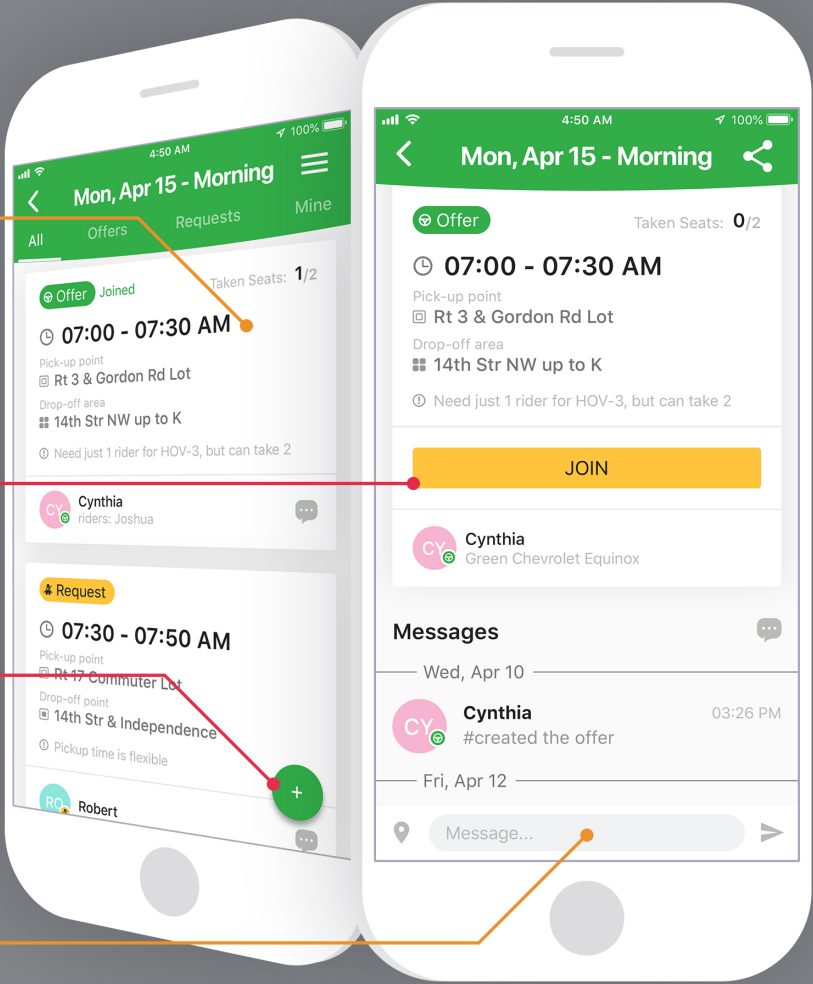 4:50 AM
100%
Mon, Apr 15 - Morning
All
Offers
Requests
Mine
Offer
Joined
Taken Seats: 1/2
07:00 - 07:30 AM
Pick-up point
Rt 3 & Gordon Rd Lot
Drop-off area
14th Str NW up to K
Need just 1 rider for HOV-3, but can take 2
CY
Cynthia
riders: Joshua
Request
07:30 - 07:50 AM
Pick-up point
Rt 17 Commuter Lot
Drop-off point
14th Str & Independence
Pickup time is flexible
RO
Robert
+
4:50 AM
100%
Mon, Apr 15 - Morning
Offer
Taken Seats: 0/2
07:00 - 07:30 AM
Pick-up point
Rt 3 & Gordon Rd Lot
Drop-off area
14th Str NW up to K
Need just 1 rider for HOV-3, but can take 2
JOIN
CY
Cynthia
Green Chevrolet Equinox
Messages
Wed, Apr 10
CY
Cynthia
03:26 PM
#created the offer
Fri, Apr 12
Message...